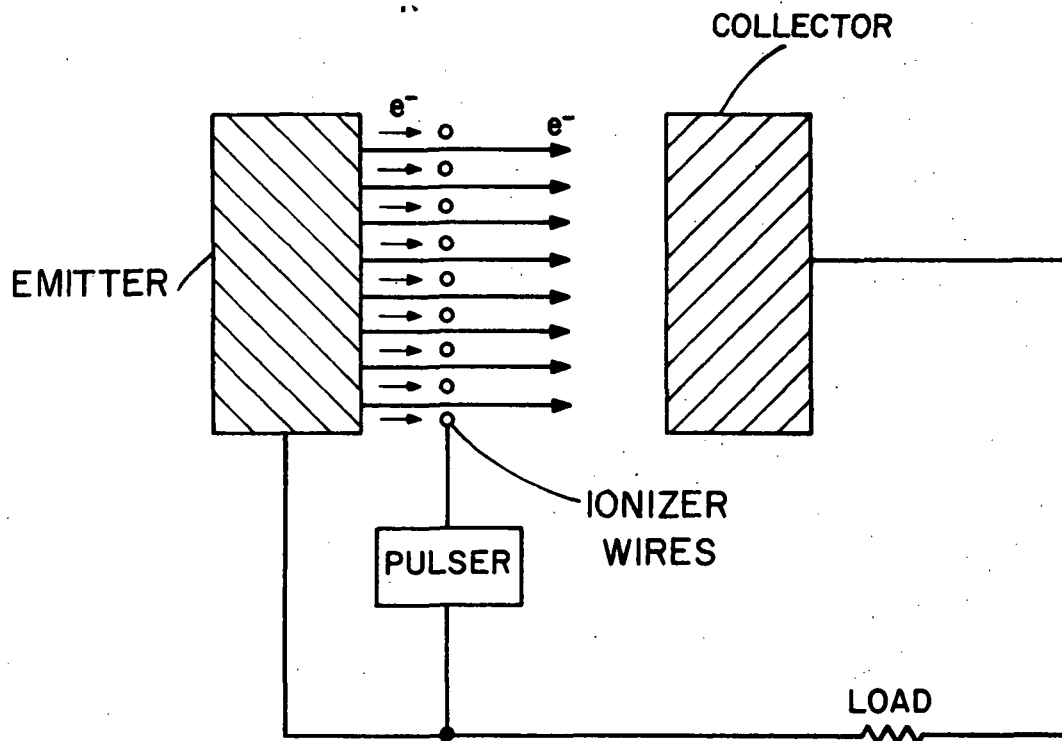 COLLECTOR
e⁻
e⁻
EMITTER
IONIZER
WIRES
PULSER
LOAD